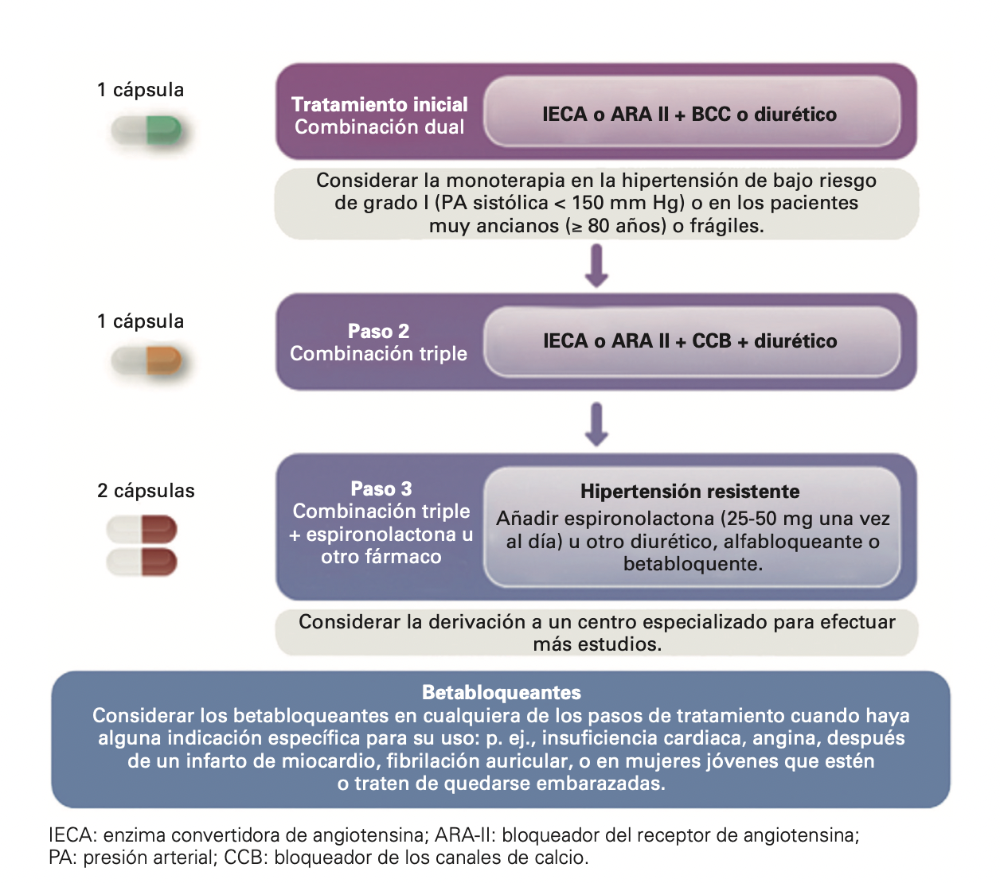 1 cápsula
Tratamiento inicial
Combinación dual
IECA o ARA II + BCC o diurético
Considerar la monoterapia en la hipertensión de bajo riesgo
de grado I (PA sistólica < 150 mm Hg) o en los pacientes
muy ancianos (≥ 80 años) o frágiles.
1 cápsula
Paso 2
Combinación triple
IECA o ARA II + CCB + diurético
2 cápsulas
Paso 3
Combinación triple
+ espironolactona u
otro fármaco
Hipertensión resistente
Añadir espironolactona (25-50 mg una vez
al día) u otro diurético, alfabloqueante o
betabloquente.
Considerar la derivación a un centro especializado para efectuar
más estudios.
Betabloqueantes
Considerar los betabloqueantes en cualquiera de los pasos de tratamiento cuando haya
alguna indicación específica para su uso: p. ej., insuficiencia cardiaca, angina, después
de un infarto de miocardio, fibrilación auricular, o en mujeres jóvenes que estén
o traten de quedarse embarazadas.
IECA: enzima convertidora de angiotensina; ARA-II: bloqueador del receptor de angiotensina;
PA: presión arterial; CCB: bloqueador de los canales de calcio.